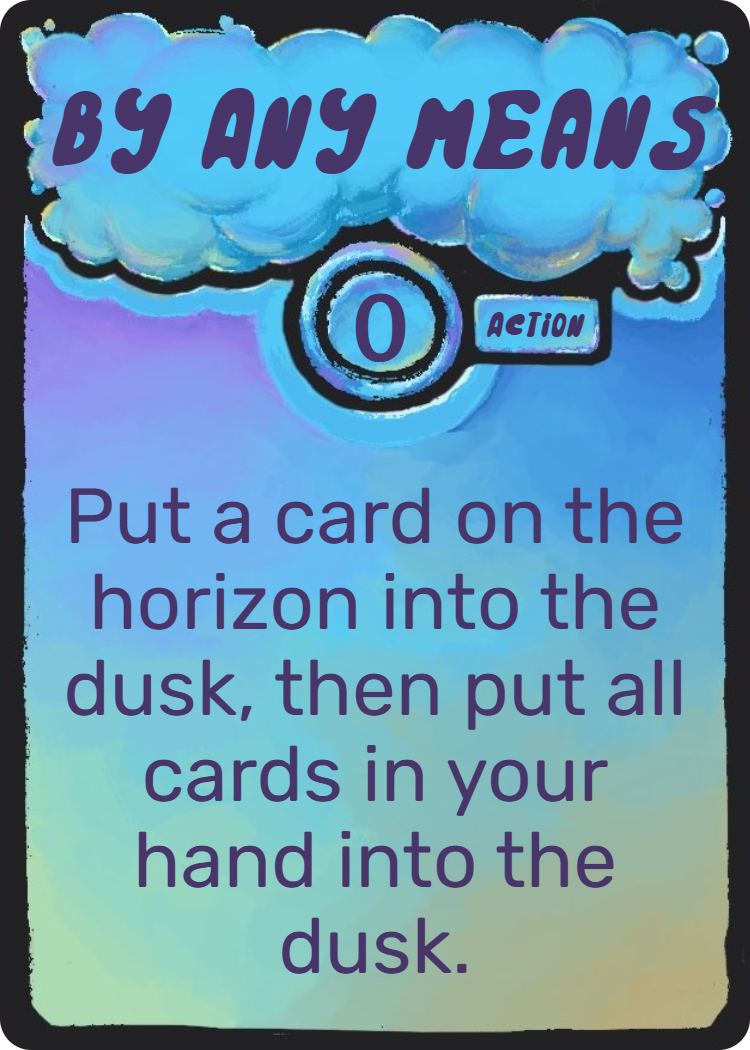 BY ANY MEANS
0
ACTION
Put a card on the
horizon into the
dusk, then put all
cards in your
hand into the
dusk.